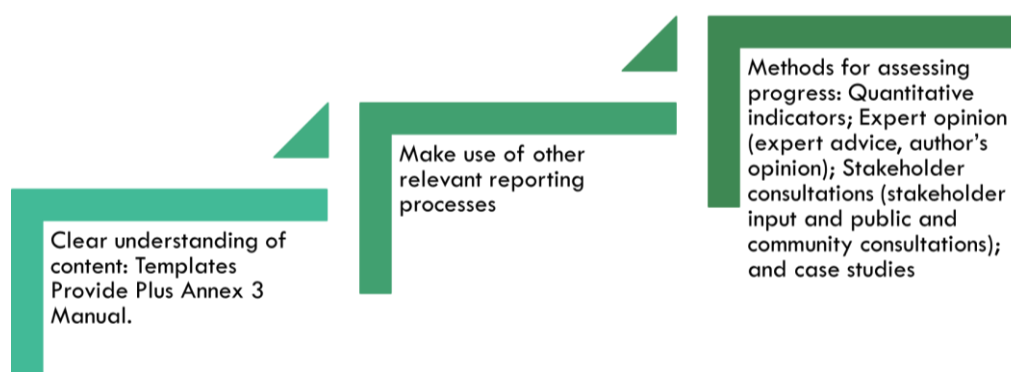 Clear understanding of
content: Templates
Provide Plus Annex 3
Manual.
Make use of other
relevant reporting
processes
Methods for assessing
progress: Quantitative
indicators; Expert opinion
(expert advice, author's
opinion); Stakeholder
consultations (stakeholder
input and public and
community consultations);
and case studies